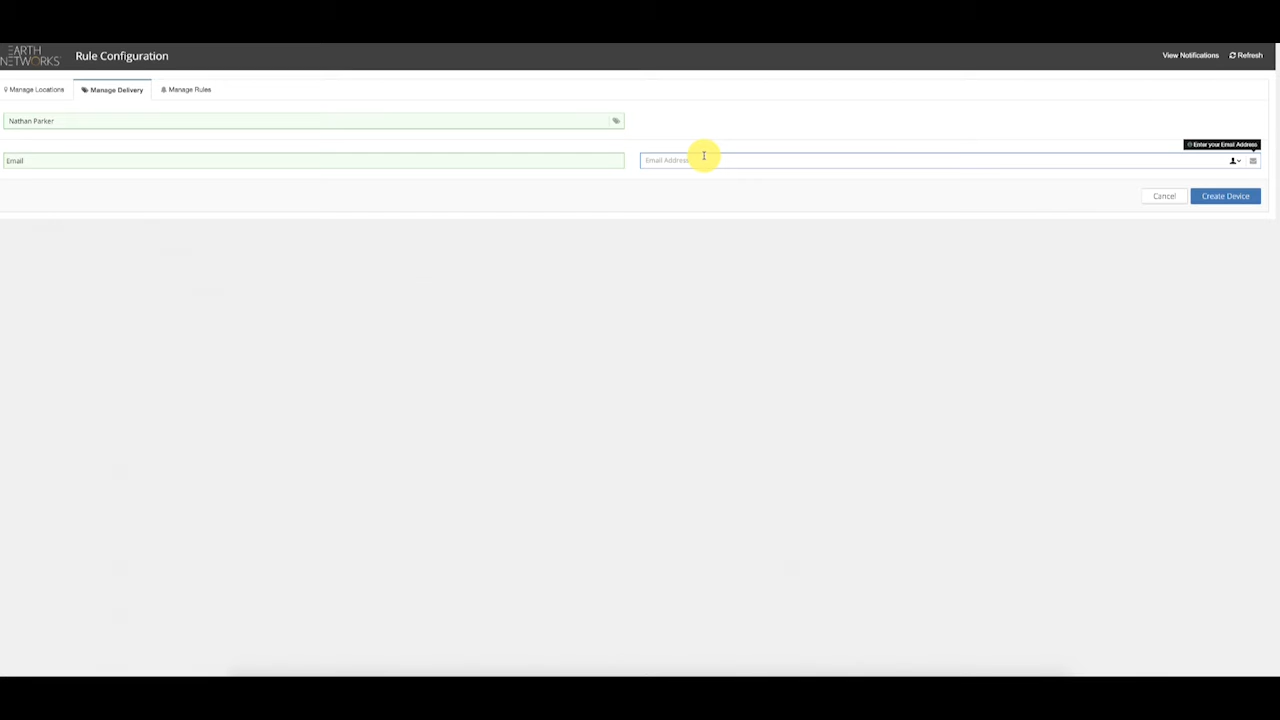 EARTH NETWORKS
Rule Configuration
View Notifications
Refresh
Manage Locations
Manage Delivery
Manage Rules
Nathan Parker
Enter your Email Address
Email
Email Address
Cancel
Create Device